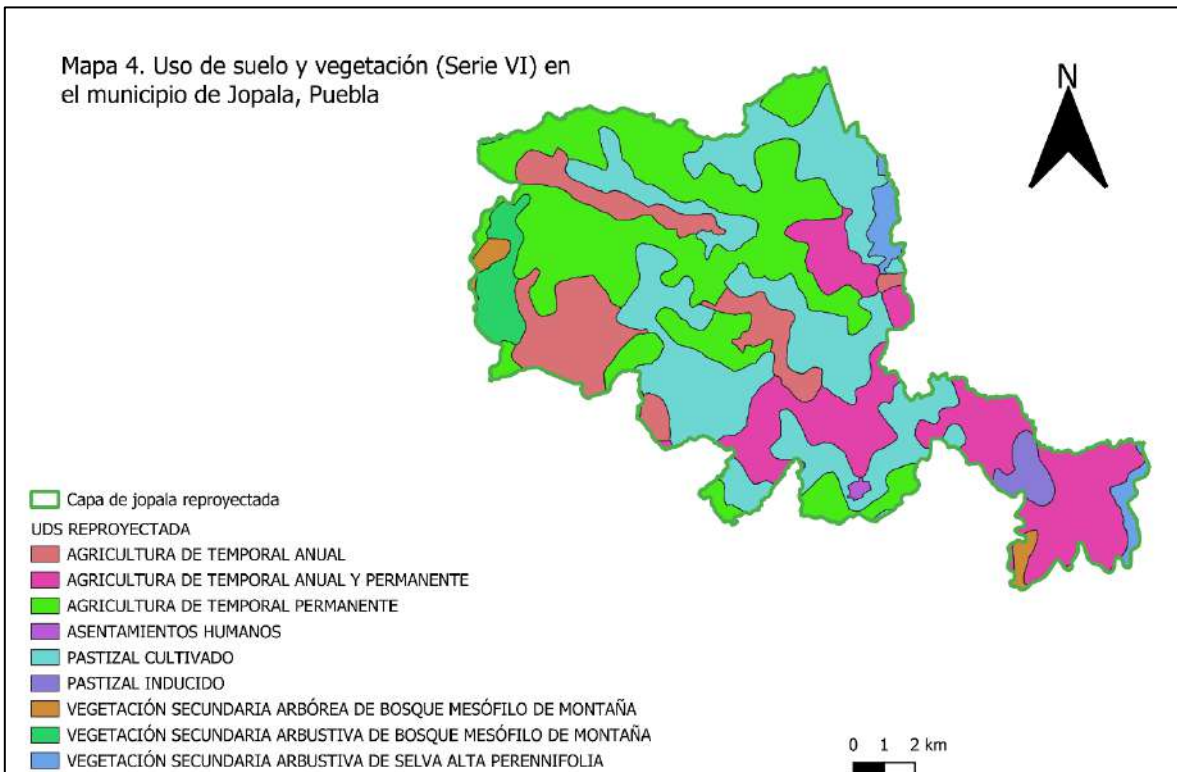 Mapa 4. Uso de suelo y vegetación (Serie VI) en
el municipio de Jopala, Puebla
N
Capa de jopala reproyectada
UDS REPROYECTADA
AGRICULTURA DE TEMPORAL ANUAL
AGRICULTURA DE TEMPORAL ANUAL Y PERMANENTE
AGRICULTURA DE TEMPORAL PERMANENTE
ASENTAMIENTOS HUMANOS
PASTIZAL CULTIVADO
PASTIZAL INDUCIDO
VEGETACIÓN SECUNDARIA ARBÓREA DE BOSQUE MESÓFILO DE MONTAÑA
VEGETACIÓN SECUNDARIA ARBUSTIVA DE BOSQUE MESÓFILO DE MONTAÑA
VEGETACIÓN SECUNDARIA ARBUSTIVA DE SELVA ALTA PERENNIFOLIA
0 1 2 km